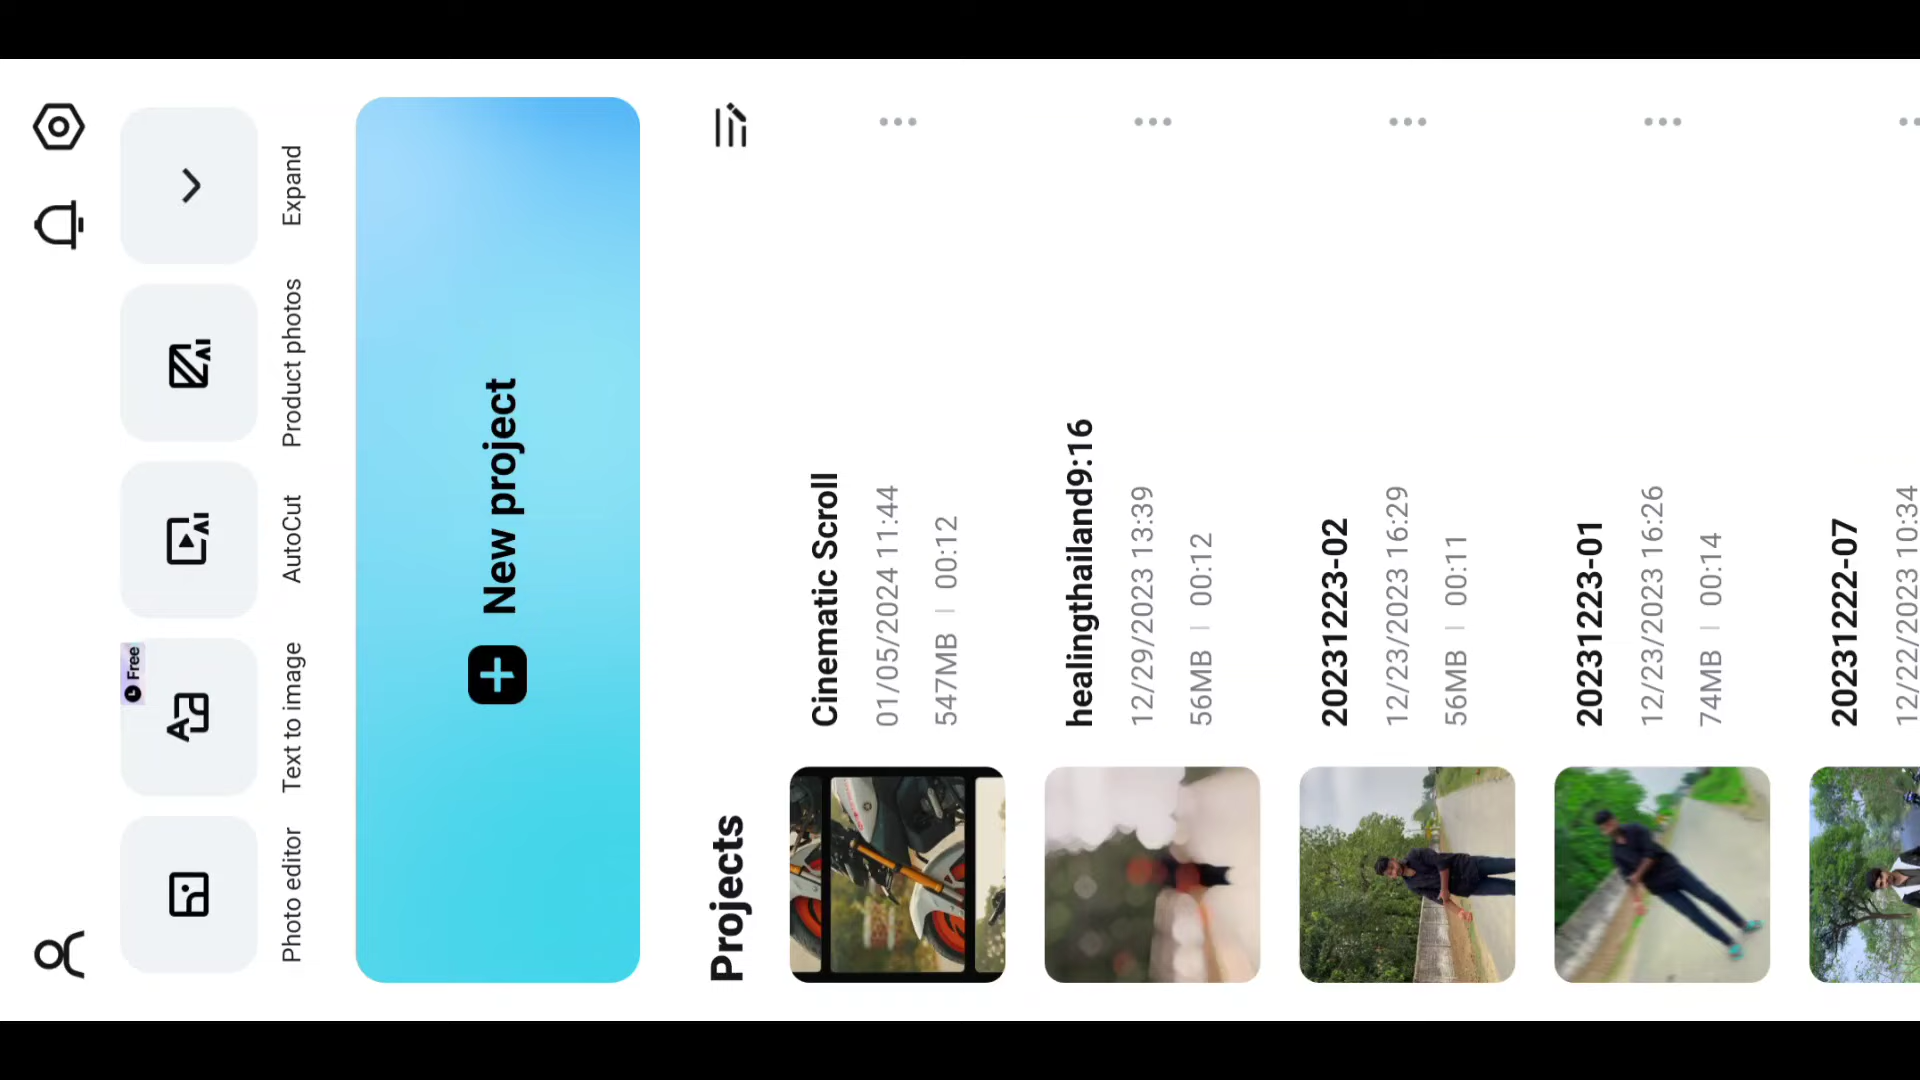 Free
Photo editor
Text to image
AutoCut
Product photos
Expand
New project
Projects
Cinematic Scroll
01/05/2024 11:44
547MB | 00:12
healingthailand9:16
12/29/2023 13:39
56MB | 00:12
20231223-02
12/23/2023 16:29
56MB | 00:11
20231223-01
12/23/2023 16:26
74MB | 00:14
20231222-07
12/22/2023 10:34